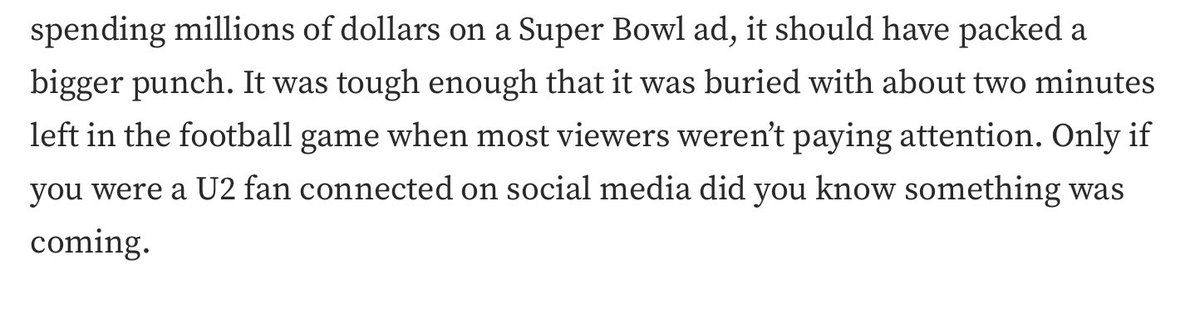 spending millions of dollars on a Super Bowl ad, it should have packed a
bigger punch. It was tough enough that it was buried with about two minutes
left in the football game when most viewers weren’t paying attention. Only if
you were a U2 fan connected on social media did you know something was
coming.